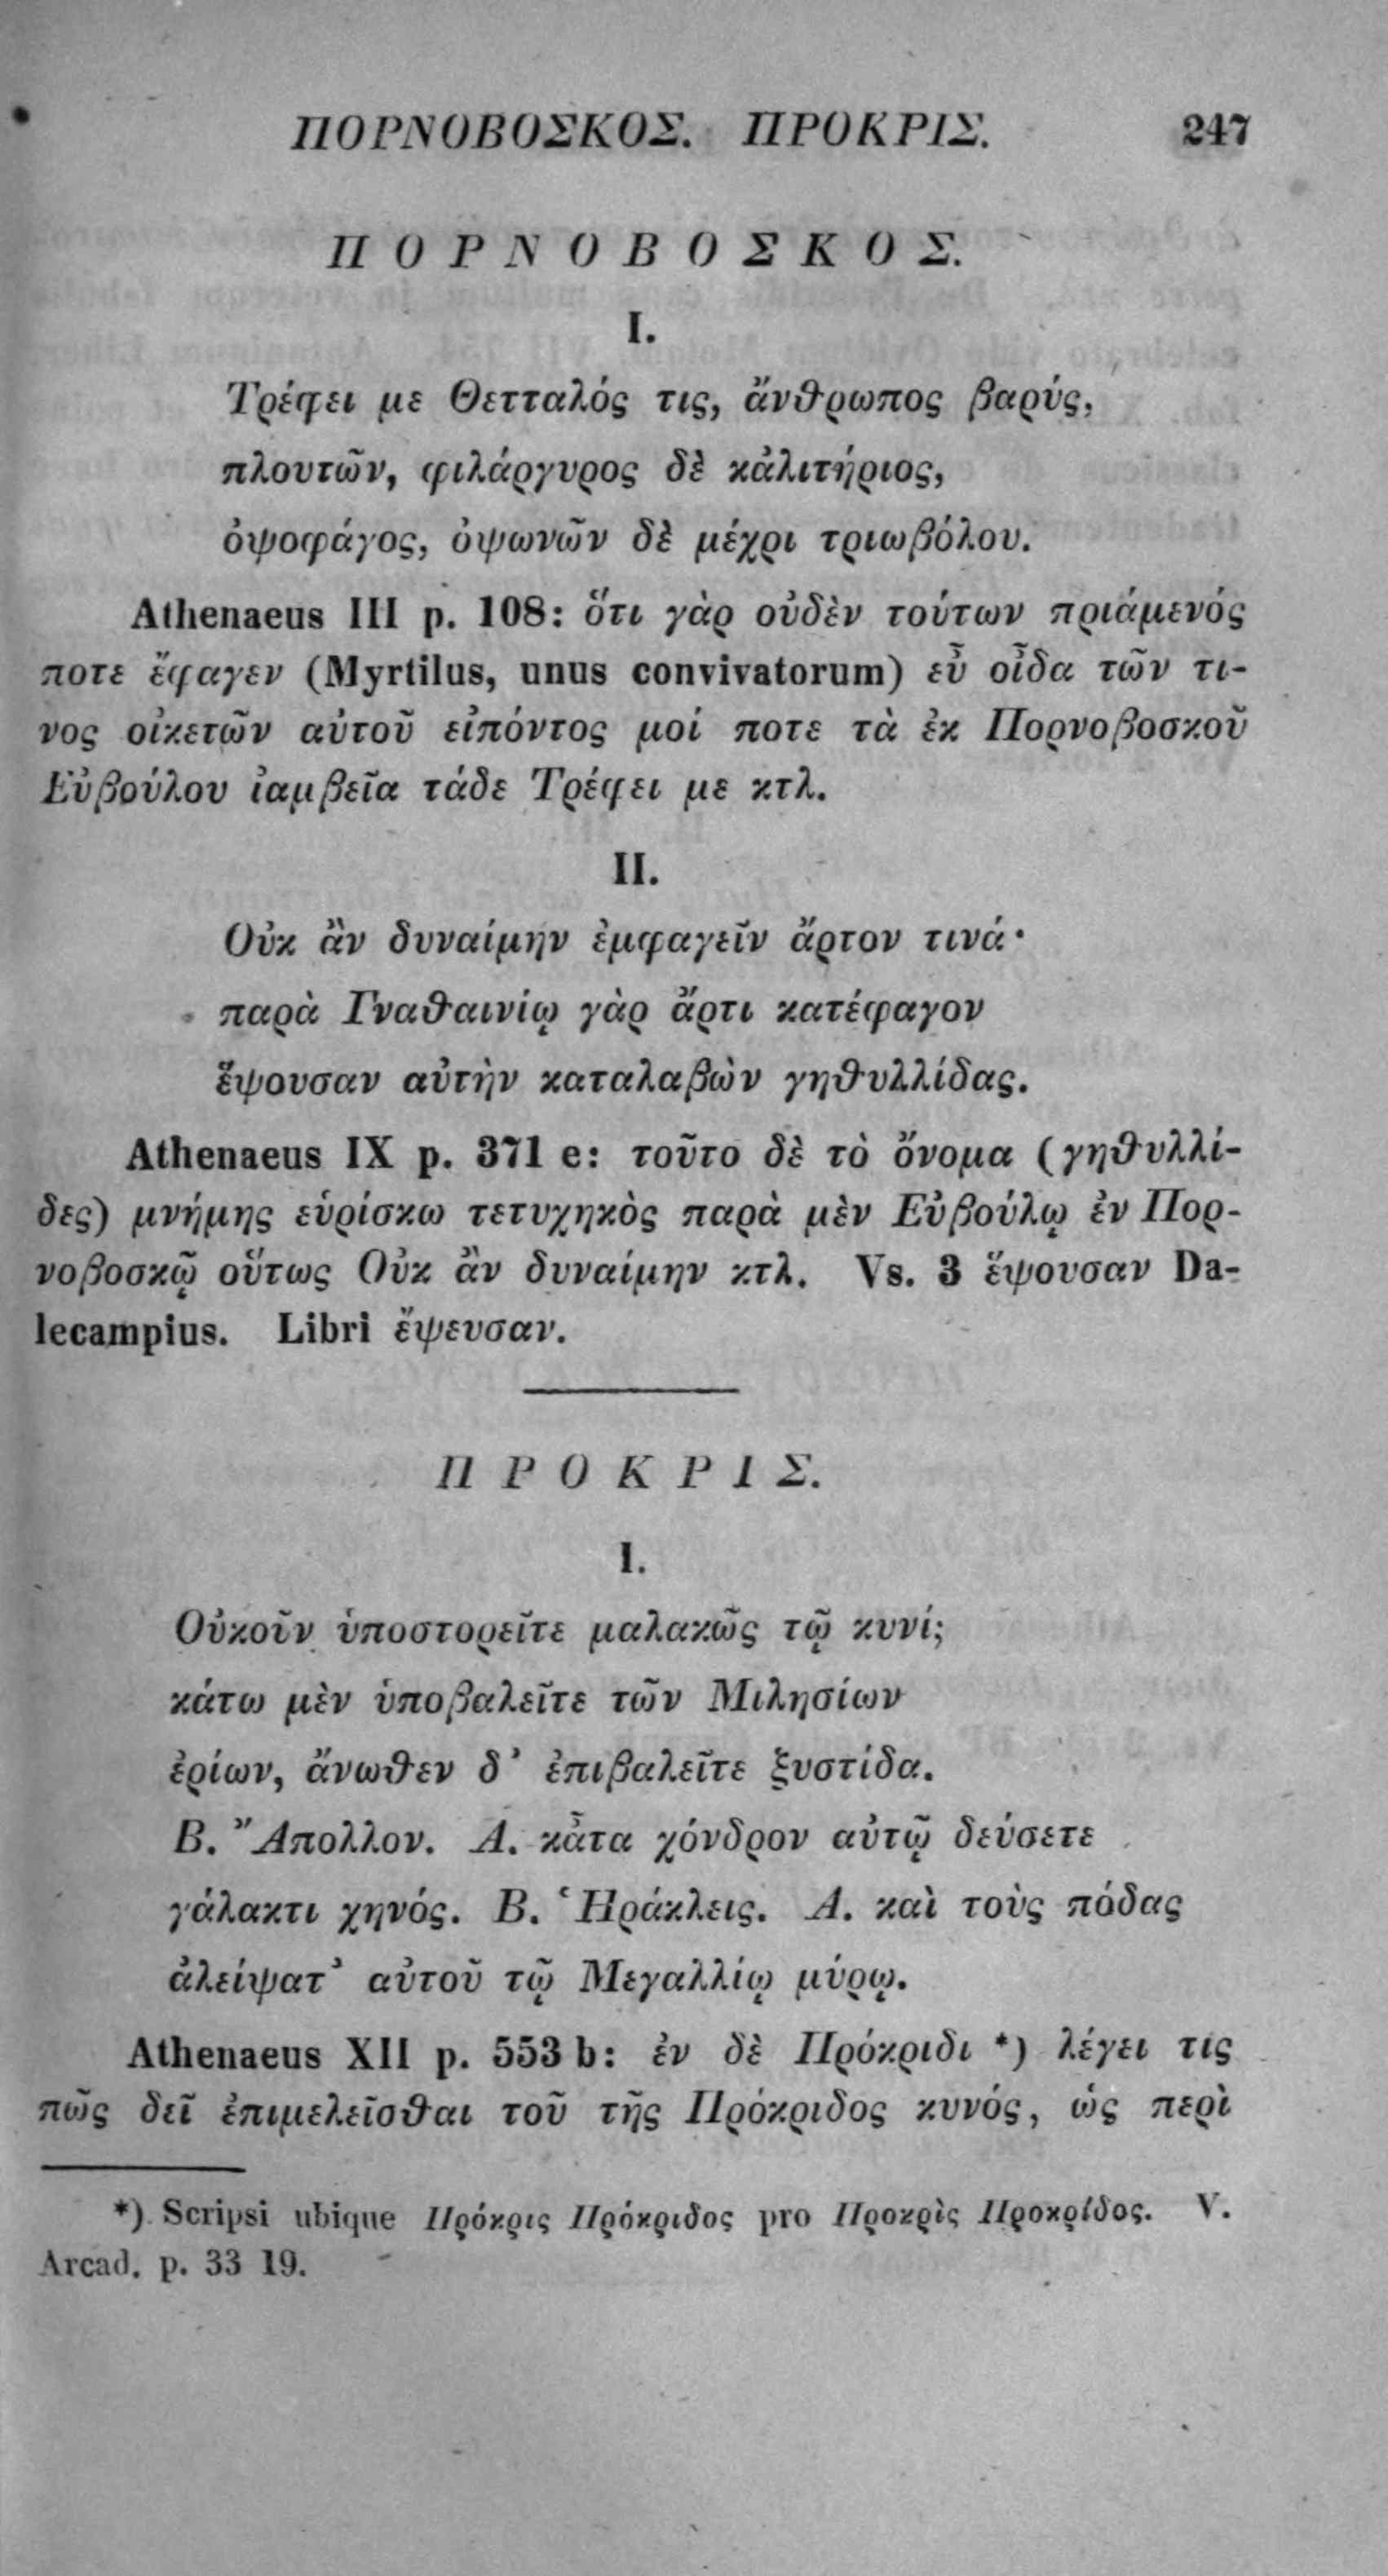 ΠΟΡΝΟΒΟΣΚΟΣ. ΠΡΟΚΡΙΣ. 247
ΠΟΡΝΟΒΟΣΚΟΣ.
I.
Τρέφει με Θετταλός τις, ἄνθρωπος βαρύς,
πλουτῶν, φιλάργυρος δὲ κἀλιτήριος,
ὀψοφάγος, ὀψωνῶν δὲ μέχρι τριωβόλου.
Athenaeus III p. 108: ὅτι γὰρ οὐδὲν τούτων πριάμενός
ποτε ἔφαγεν (Myrtilus, unus convivatorum) εὖ οἶδα τῶν τι-
νος οἰκετῶν αὐτοῦ εἰπόντος μοί ποτε τὰ ἐκ Πορνοβοσκοῦ
Εὐβούλου ἰαμβεῖα τάδε Τρέφει με κτλ.
II.
Οὐκ ἂν δυναίμην ἐμφαγεῖν ἄρτον τινά·
παρὰ Γναθαινίῳ γὰρ ἄρτι κατέφαγον
ἕψουσαν αὐτὴν καταλαβὼν γηθυλλίδας.
Athenaeus IX p. 371 e: τοῦτο δὲ τὸ ὄνομα (γηθυλλί-
δες) μνήμης εὑρίσκω τετυχηκὸς παρὰ μὲν Εὐβούλῳ ἐν Πορ-
νοβοσκῷ οὕτως Οὐκ ἂν δυναίμην κτλ. Vs. 3 ἕψουσαν Da-
lecampius. Libri ἔψευσαν.
ΠΡΟΚΡΙΣ.
I.
Οὐκοῦν ὑποστορεῖτε μαλακῶς τῷ κυνί;
κάτω μὲν ὑποβαλεῖτε τῶν Μιλησίων
ἐρίων, ἄνωθεν δ᾽ ἐπιβαλεῖτε ξυστίδα.
Β. Ἄπολλον. Α. κᾆτα χόνδρον αὐτῷ δεύσετε
γάλακτι χηνός. Β. Ἡράκλεις. Α. καὶ τοὺς πόδας
ἀλείψατ᾽ αὐτοῦ τῷ Μεγαλλίῳ μύρῳ.
Athenaeus XII p. 553 b: ἐν δὲ Πρόκριδι *) λέγει τις
πῶς δεῖ ἐπιμελεῖσθαι τοῦ τῆς Πρόκριδος κυνός, ὡς περὶ
*) Scripsi ubique Πρόκρις Πρόκριδος pro Προκρὶς Προκρίδος. V.
Arcad. p. 33 19.